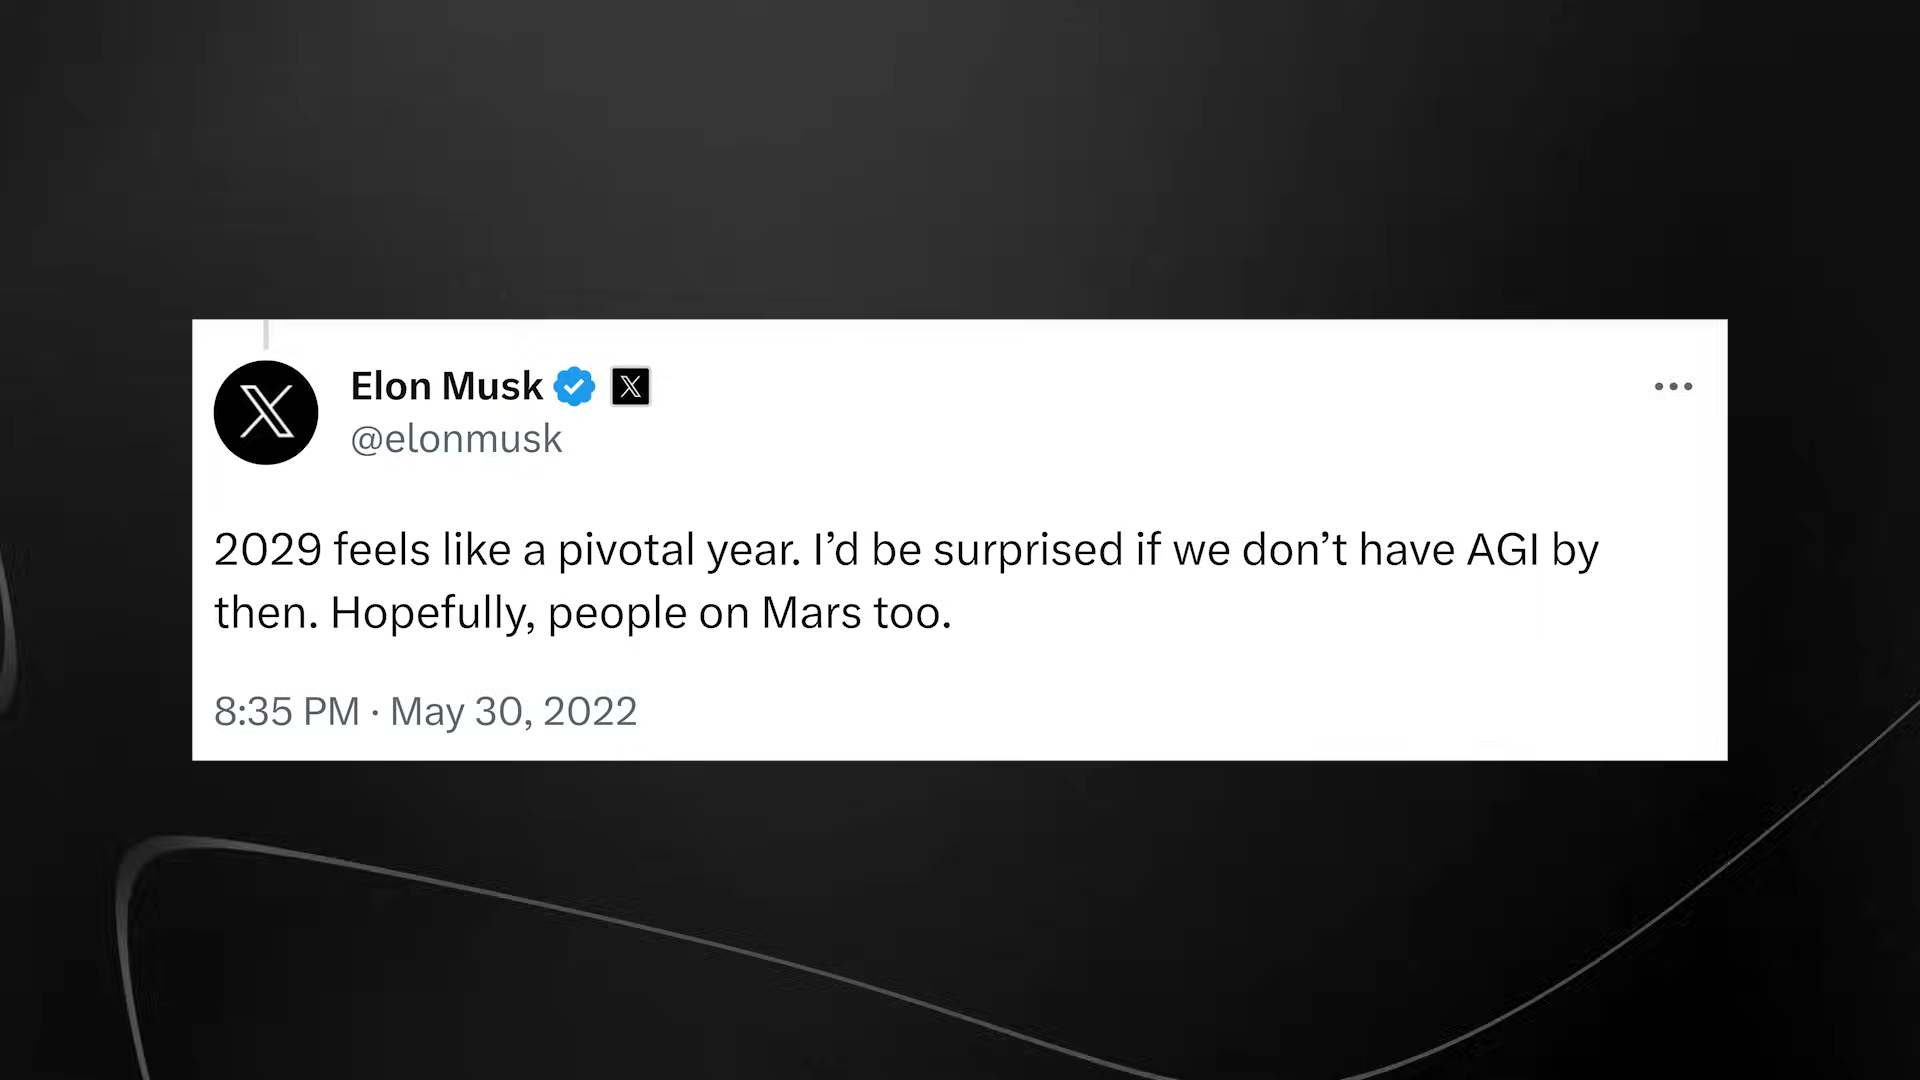 Elon Musk
@elonmusk
2029 feels like a pivotal year. I’d be surprised if we don’t have AGI by
then. Hopefully, people on Mars too.
8:35 PM · May 30, 2022